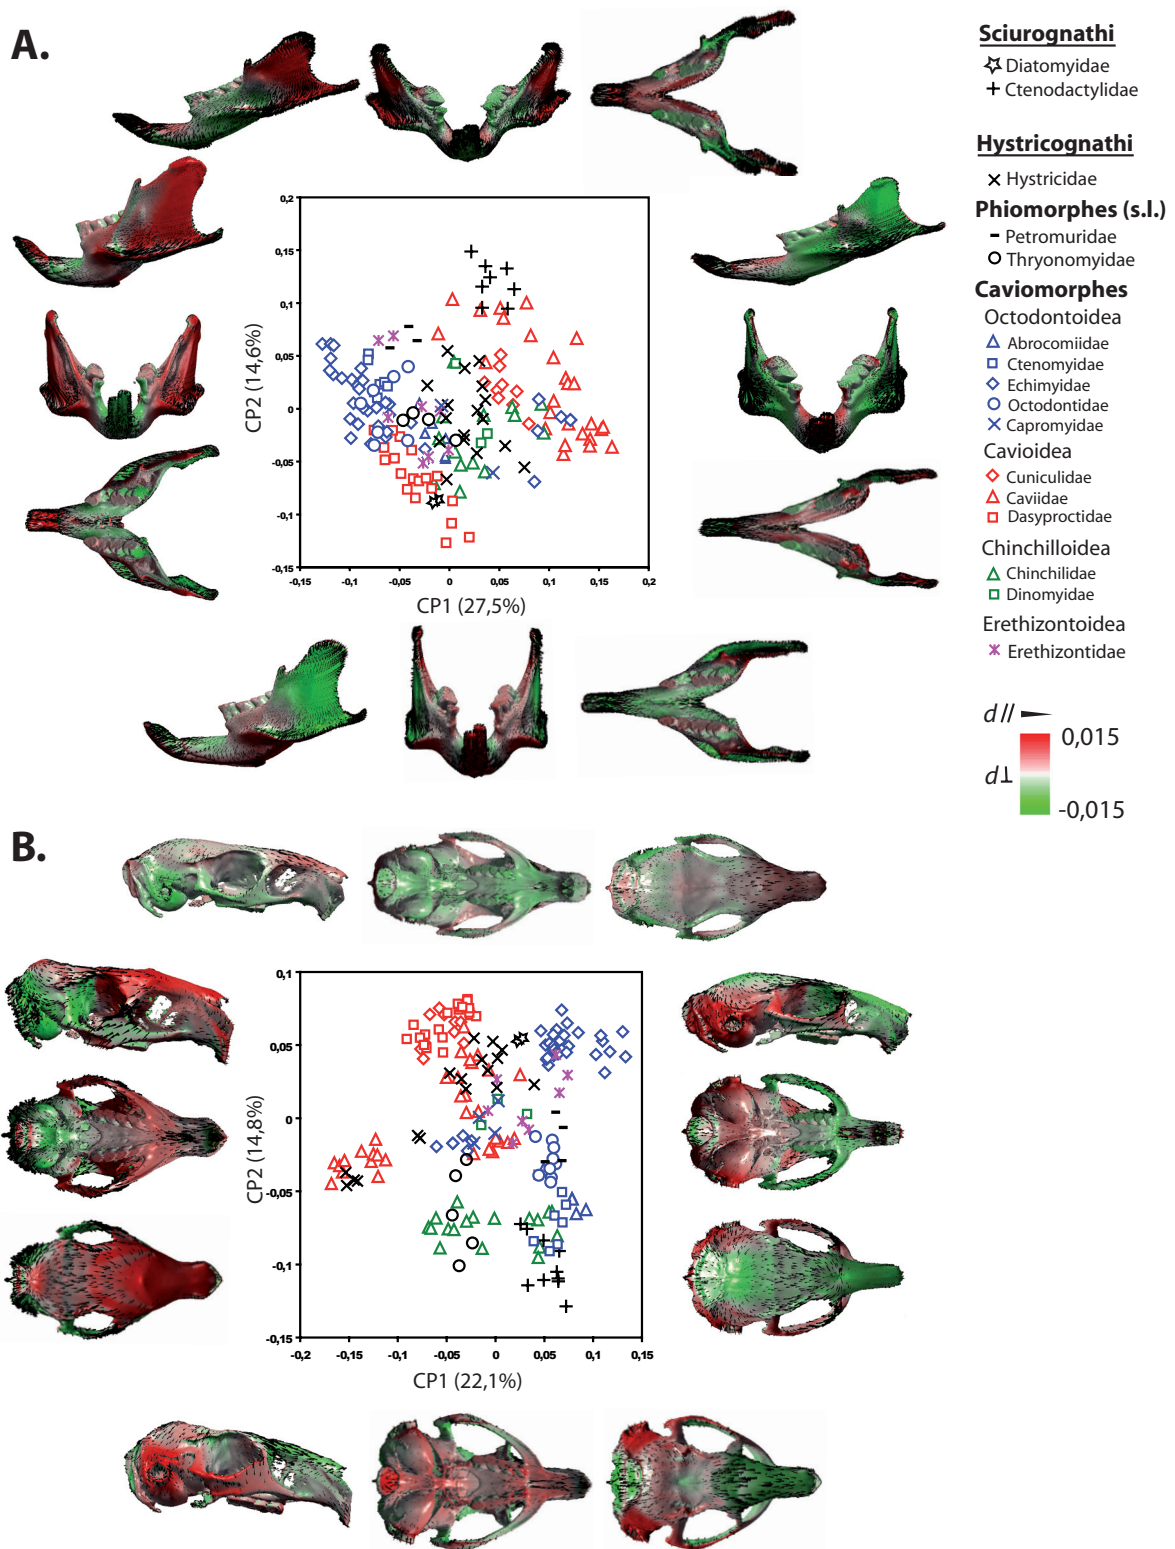 A.
Sciurognathi
Diatomyidae
Ctenodactylidae
Hystricognathi
Hystricidae
Phiomorphes (s.l.)
Petromuridae
Thryonomyidae
Caviomorphes
Octodontoidea
Abrocomiidae
Ctenomyidae
Echimyidae
Octodontidae
Capromyidae
Cavioidea
Cuniculidae
Caviidae
Dasyproctidae
Chinchilloidea
Chinchilidae
Dinomyidae
Erethizontoidea
Erethizontidae
d //
0,015
d⊥
-0,015
0,2
0,15
0,1
0,05
0
-0,05
-0,1
-0,15
CP2 (14,6%)
-0,15 -0,1 -0,05 0 0,05 0,1 0,15 0,2
CP1 (27,5%)
B.
0,1
0,05
0
-0,05
-0,1
-0,15
CP2 (14,8%)
-0,2 -0,15 -0,1 -0,05 0 0,05 0,1 0,15
CP1 (22,1%)